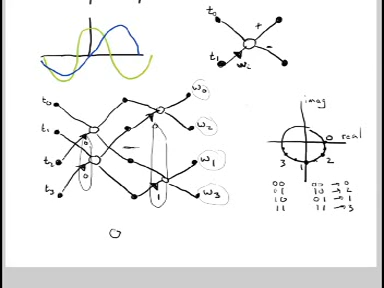 t0
+
t1
-
w2
imag
t0
w0
t1
w2
0
real
t2
0
w1
3
1
2
0
t3
1
w3
00 00 → 0
01 10 → 2
10 01 → 1
11 11 → 3